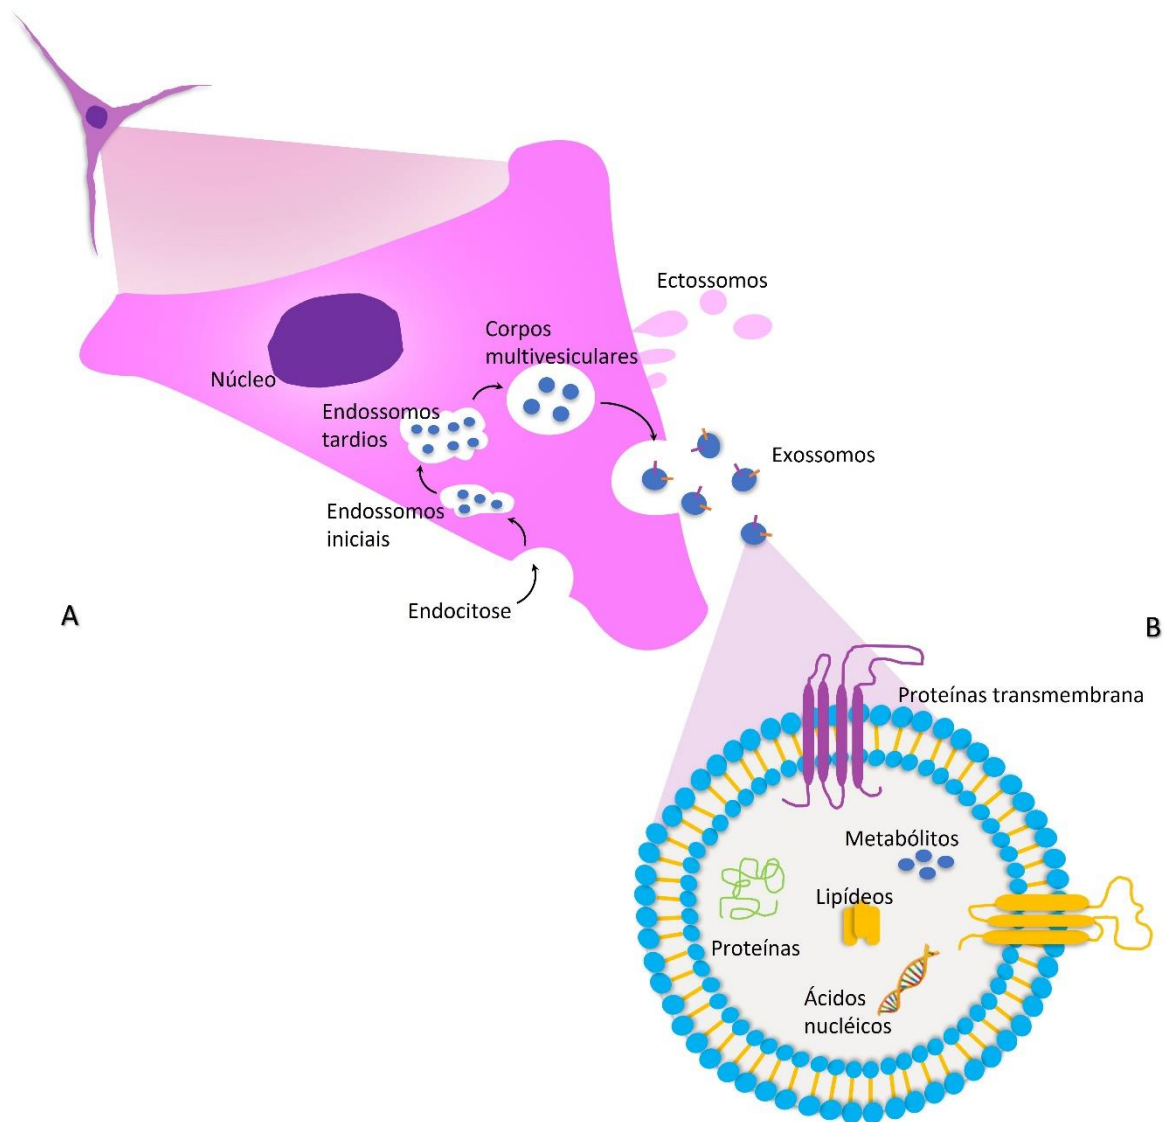 Ectossomos
Corpos
multivesiculares
Núcleo
Endossomos
tardios
Exossomos
Endossomos
iniciais
Endocitose
A
B
Proteínas transmembrana
Metabólitos
Lipídeos
Proteínas
Ácidos
nucléicos